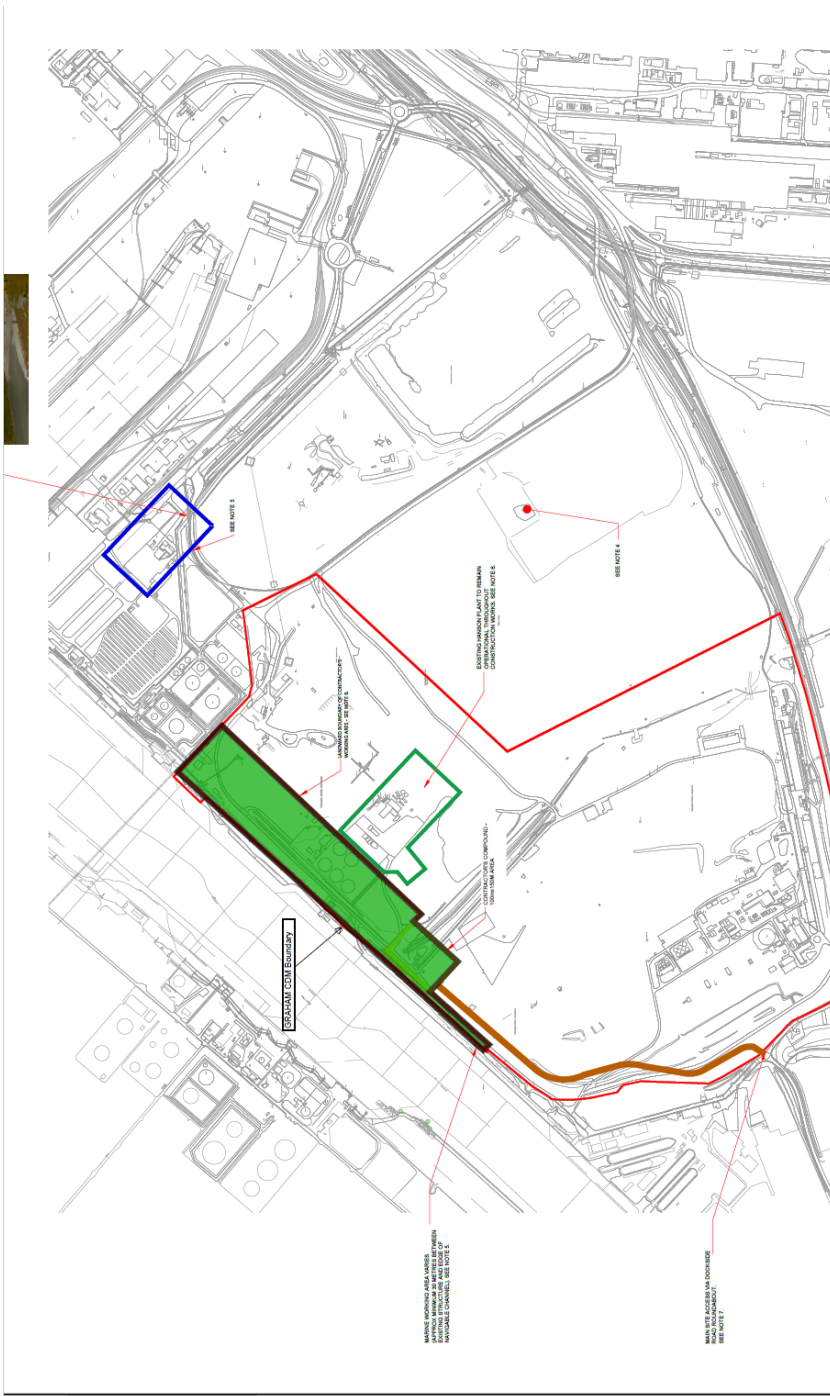 SEE NOTE 3
LANDWARD BOUNDARY OF CONTRACTOR'S
WORKING AREA - SEE NOTE 8.
EXISTING HANSON PLANT TO REMAIN
OPERATIONAL THROUGHOUT
CONSTRUCTION WORKS. SEE NOTE 6.
SEE NOTE 4
CONTRACTOR'S COMPOUND -
100mx150M AREA
GRAHAM CDM Boundary
MARINE WORKING AREA VARIES
(APPROX MINIMUM 30 METRES BETWEEN
EXISTING STRUCTURE AND EDGE OF
NAVIGABLE CHANNEL). SEE NOTE 5.
MAIN SITE ACCESS VIA DOCKSIDE
ROAD ROUNDABOUT.
SEE NOTE 7.